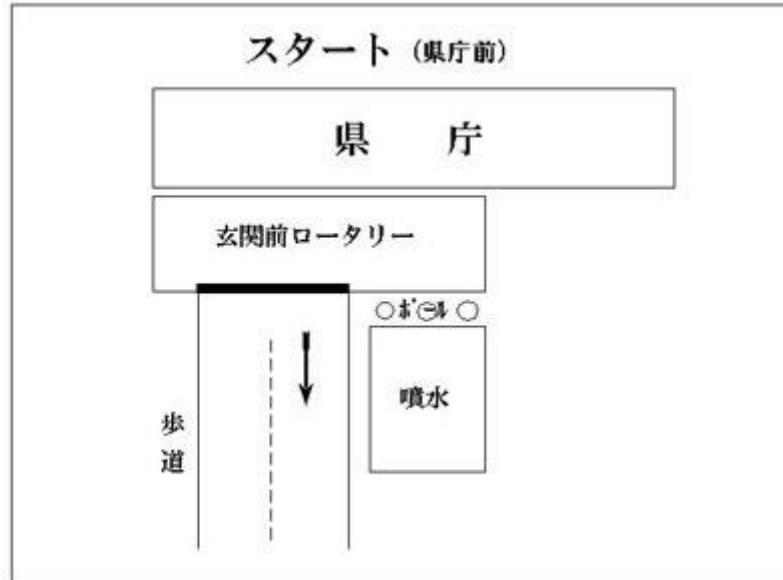 スタート（県庁前）
県　庁
玄関前ロータリー
ﾎﾟｰﾙ
噴水
歩道